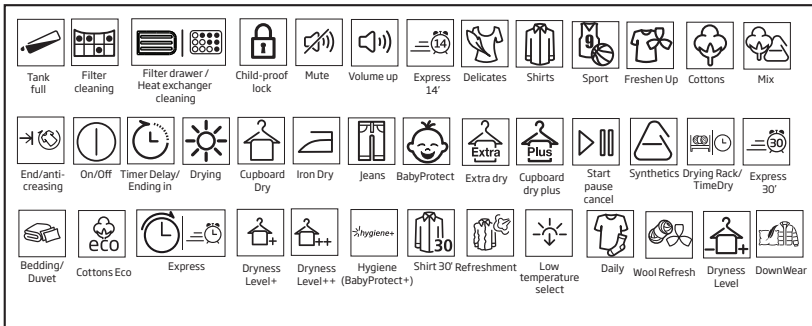 14
9
Tank full
Filter cleaning
Filter drawer / Heat exchanger cleaning
Child-proof lock
Mute
Volume up
Express 14'
Delicates
Shirts
Sport
Freshen Up
Cottons
Mix
Extra
Plus
30
End/anti-creasing
On/Off
Timer Delay/ Ending in
Drying
Cupboard Dry
Iron Dry
Jeans
BabyProtect
Extra dry
Cupboard dry plus
Start pause cancel
Synthetics
Drying Rack/ TimeDry
Express 30'
eco
+
++
hygiene+
30
- +
Bedding/ Duvet
Cottons Eco
Express
Dryness Level+
Dryness Level++
Hygiene (BabyProtect+)
Shirt 30'
Refreshment
Low temperature select
Daily
Wool Refresh
Dryness Level
DownWear